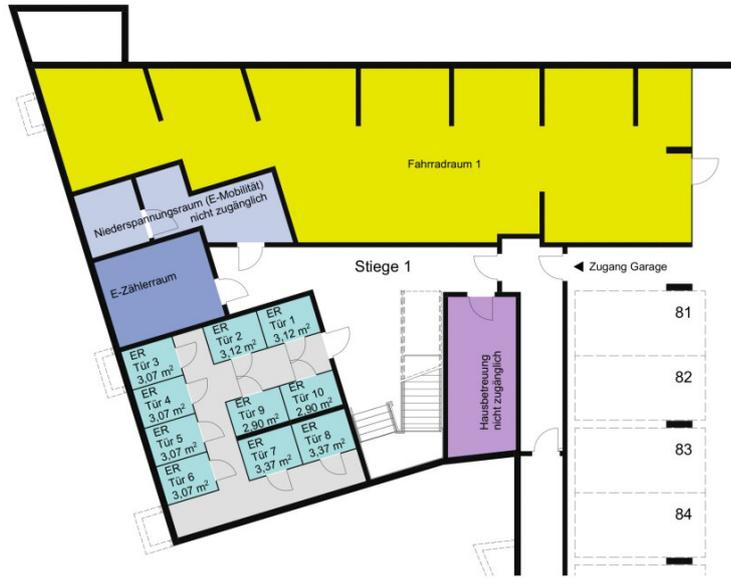 Fahrradraum 1
Niederspannungsraum (E-Mobilität)
nicht zugänglich
E-Zählerraum
Stiege 1
Zugang Garage
81
82
83
84
Hausbetreuung
nicht zugänglich
ER
Tür 1
3,12 m²
ER
Tür 2
3,12 m²
ER
Tür 3
3,07 m²
ER
Tür 4
3,07 m²
ER
Tür 5
3,07 m²
ER
Tür 6
3,07 m²
ER
Tür 9
2,90 m²
ER
Tür 10
2,90 m²
ER
Tür 7
3,37 m²
ER
Tür 8
3,37 m²